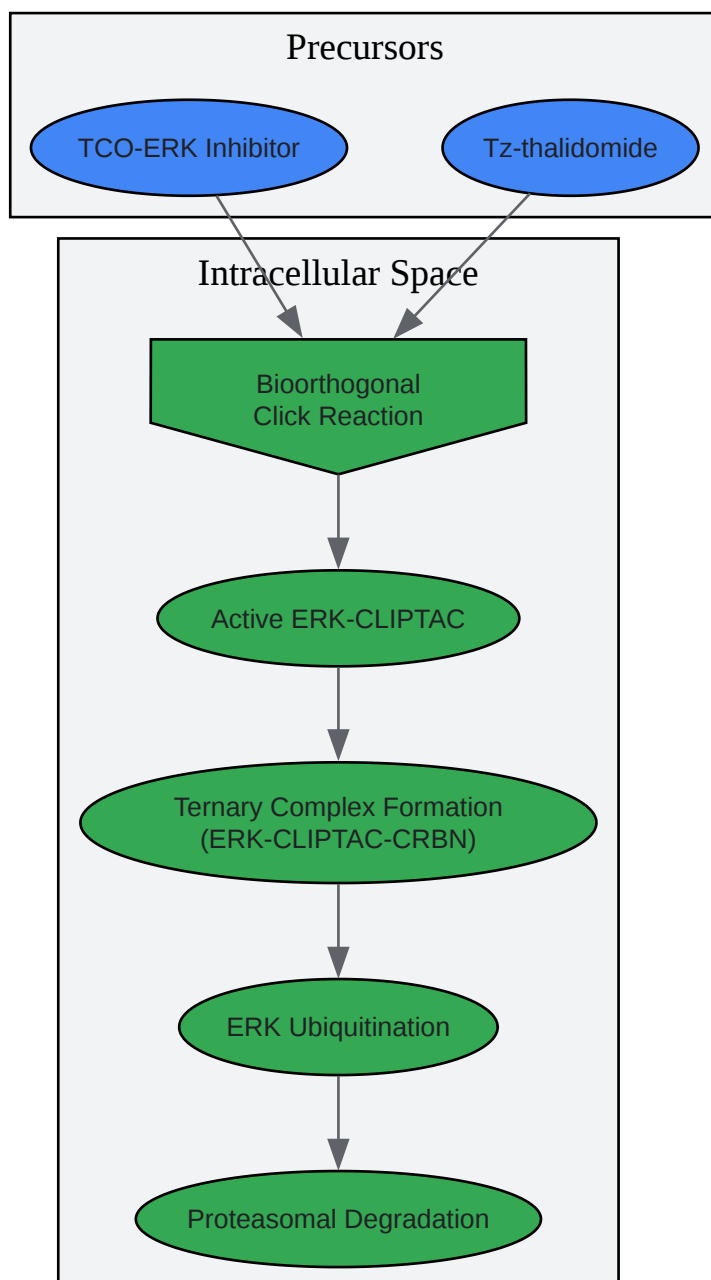 Precursors
TCO-ERK Inhibitor
Tz-thalidomide
Intracellular Space
Bioorthogonal
Click Reaction
Active ERK-CLIPTAC
Ternary Complex Formation
(ERK-CLIPTAC-CRBN)
ERK Ubiquitination
Proteasomal Degradation